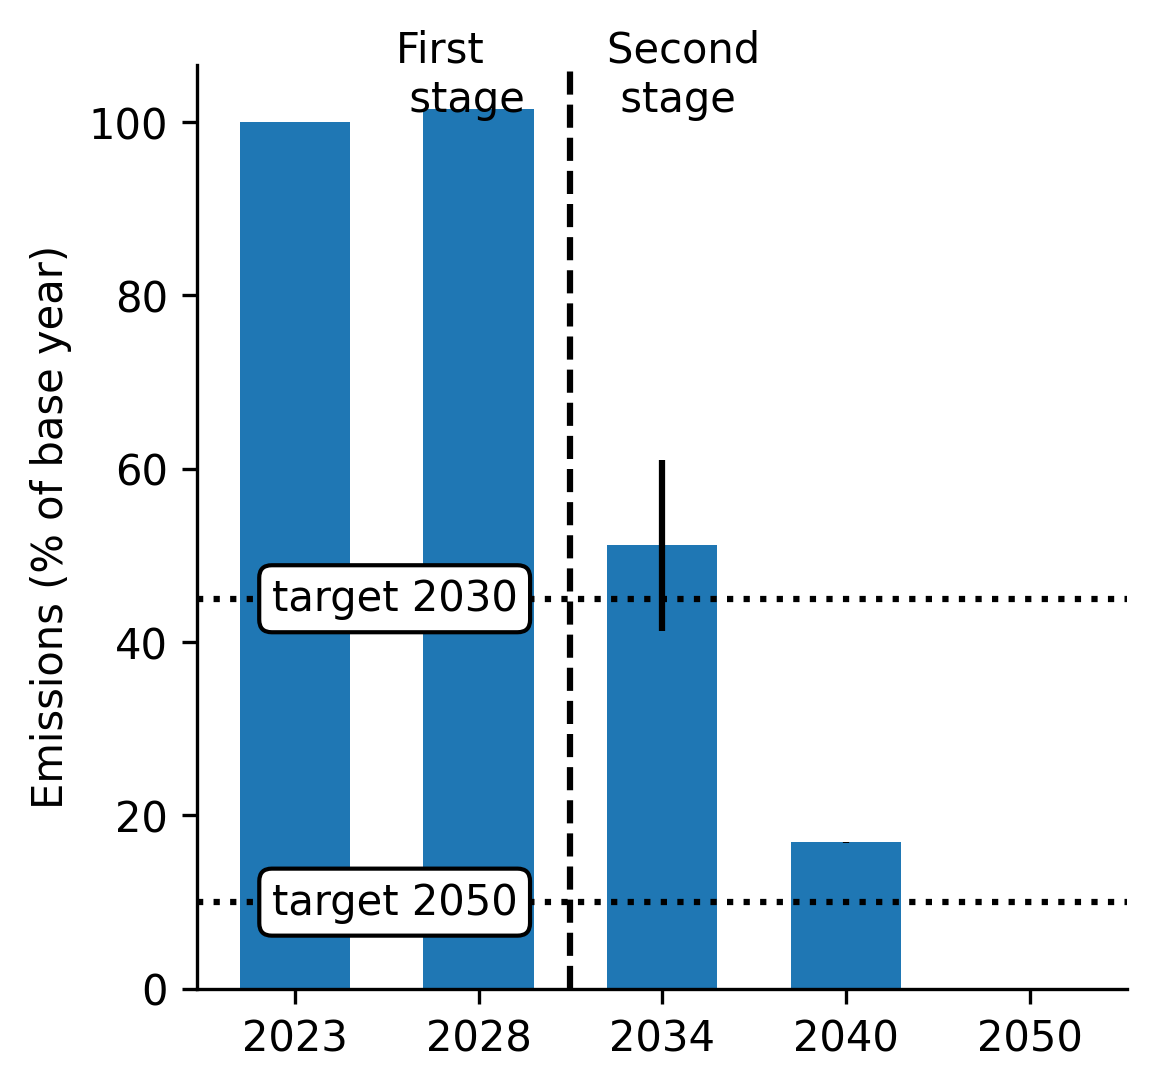 First
stage
Second
stage
Emissions (% of base year)
100
80
60
40
20
0
target 2030
target 2050
2023
2028
2034
2040
2050